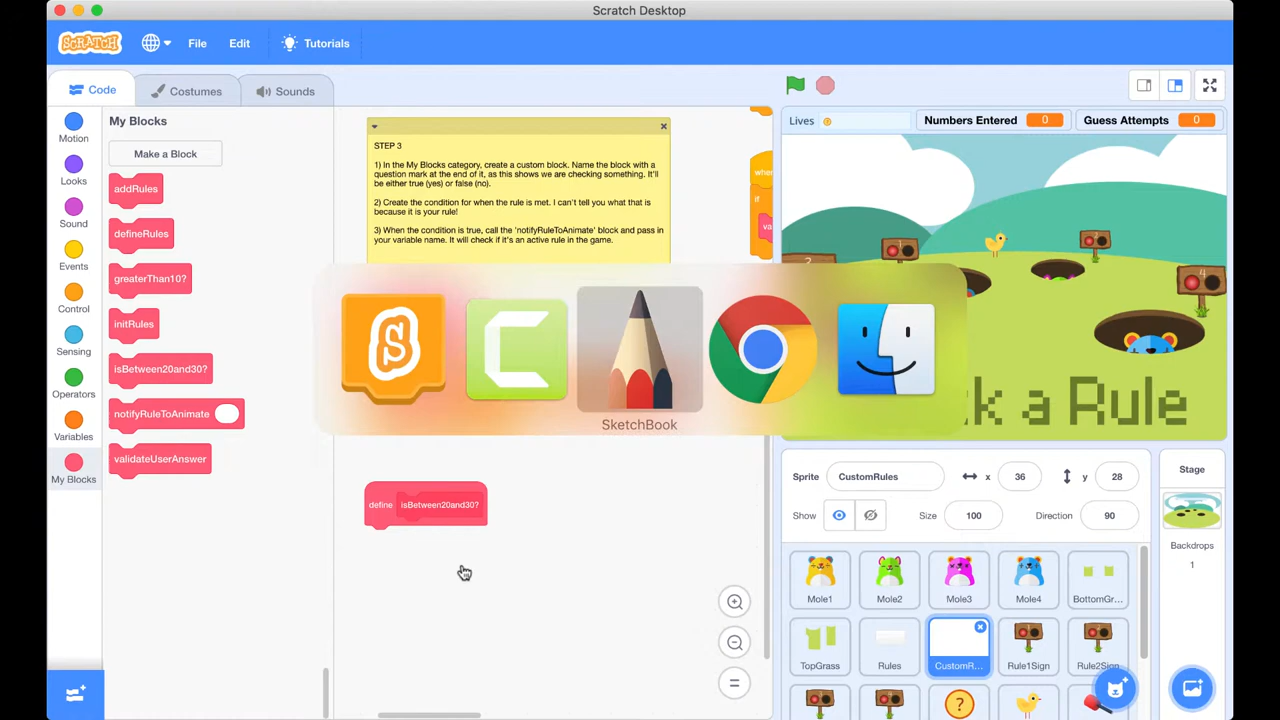 Scratch Desktop
SCRATCH
File
Edit
Tutorials
Code
Costumes
Sounds
Motion
Looks
Sound
Events
Control
Sensing
Operators
Variables
My Blocks
My Blocks
Make a Block
addRules
defineRules
greaterThan10?
initRules
isBetween20and30?
notifyRuleToAnimate
validateUserAnswer
STEP 3
1) In the My Blocks category, create a custom block. Name the block with a
question mark at the end of it, as this shows we are checking something. It'll
be either true (yes) or false (no).
2) Create the condition for when the rule is met. I can't tell you what that is
because it is your rule!
3) When the condition is true, call the 'notifyRuleToAnimate' block and pass in
your variable name. It will check if it's an active rule in the game.
whe
if
va
define isBetween20and30?
SketchBook
Lives
Numbers Entered 0
Guess Attempts 0
4
k a Rule
Sprite CustomRules
x 36
y 28
Show
Size 100
Direction 90
Stage
Backdrops
1
Mole1
Mole2
Mole3
Mole4
BottomGr...
TopGrass
Rules
CustomR...
Rule1Sign
Rule2Sign
?